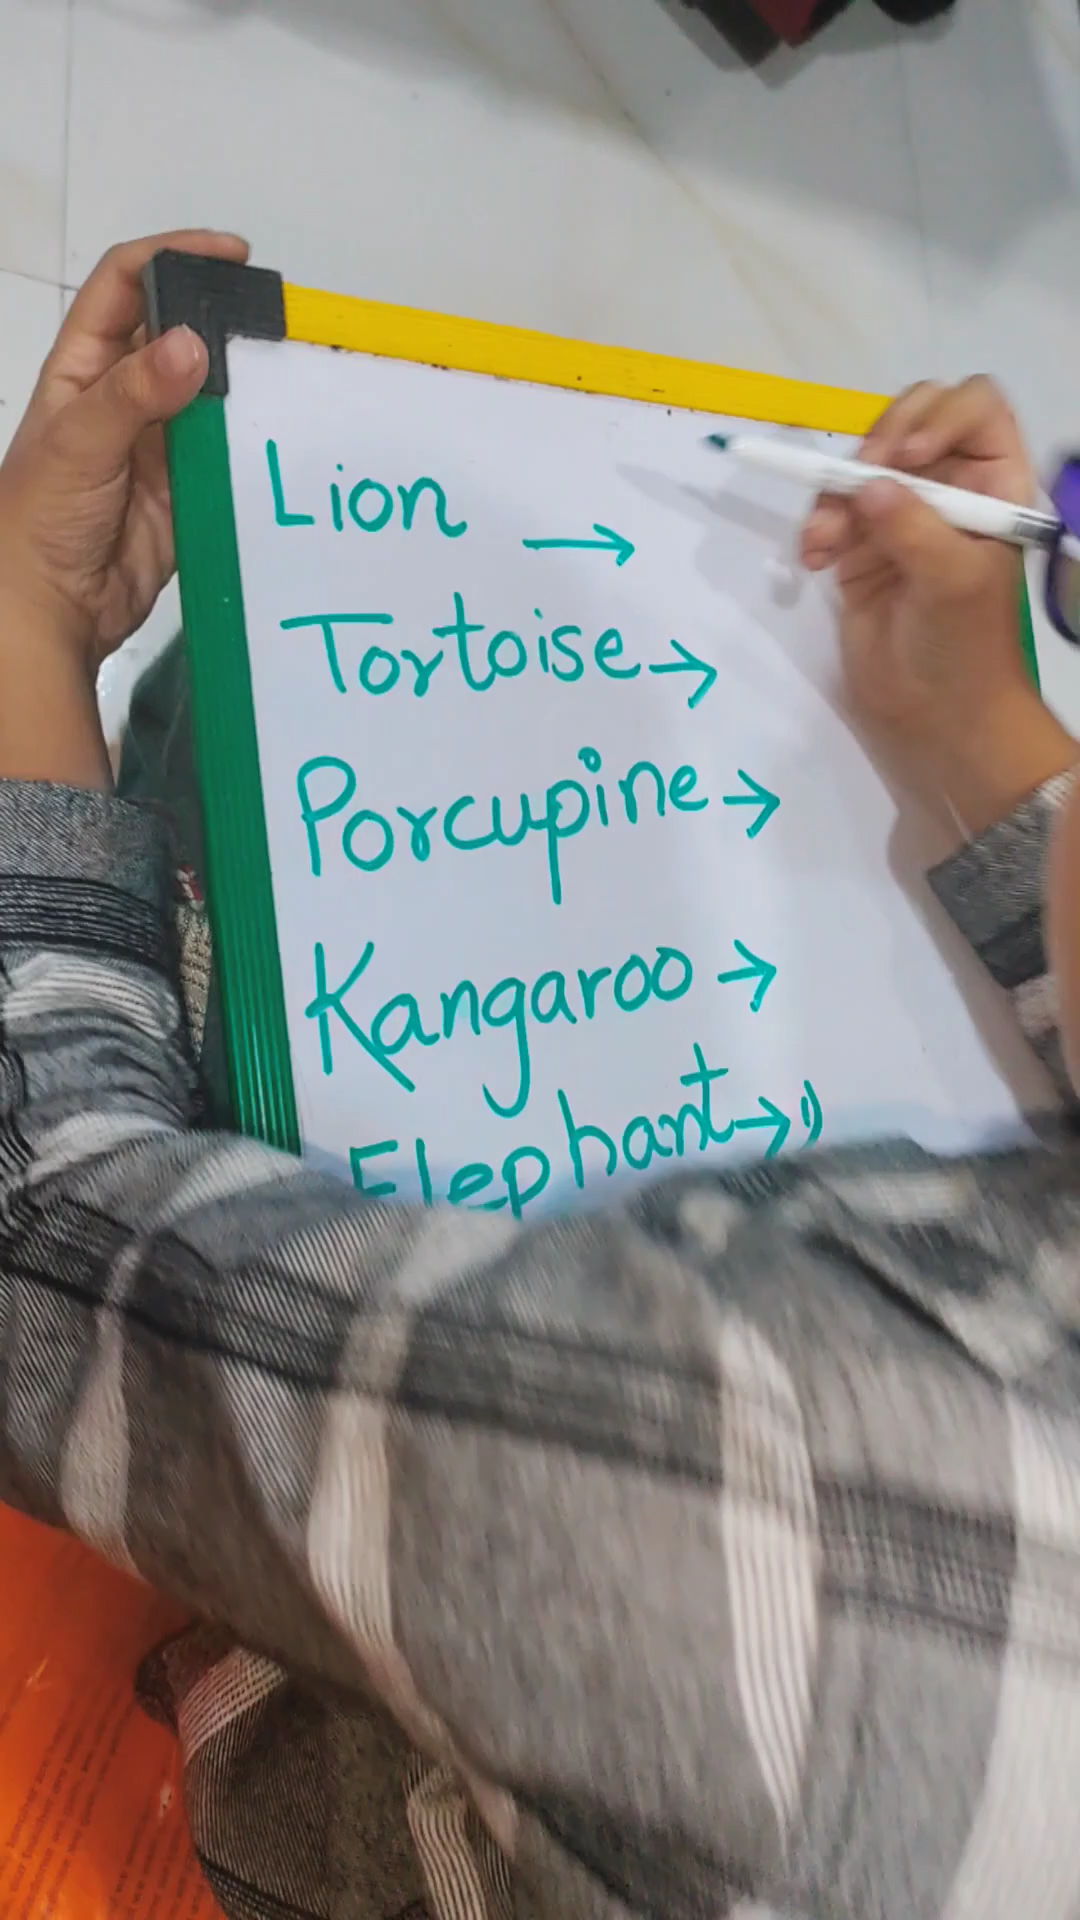 Lion →
Tortoise →
Porcupine →
Kangaroo →
Elephant →